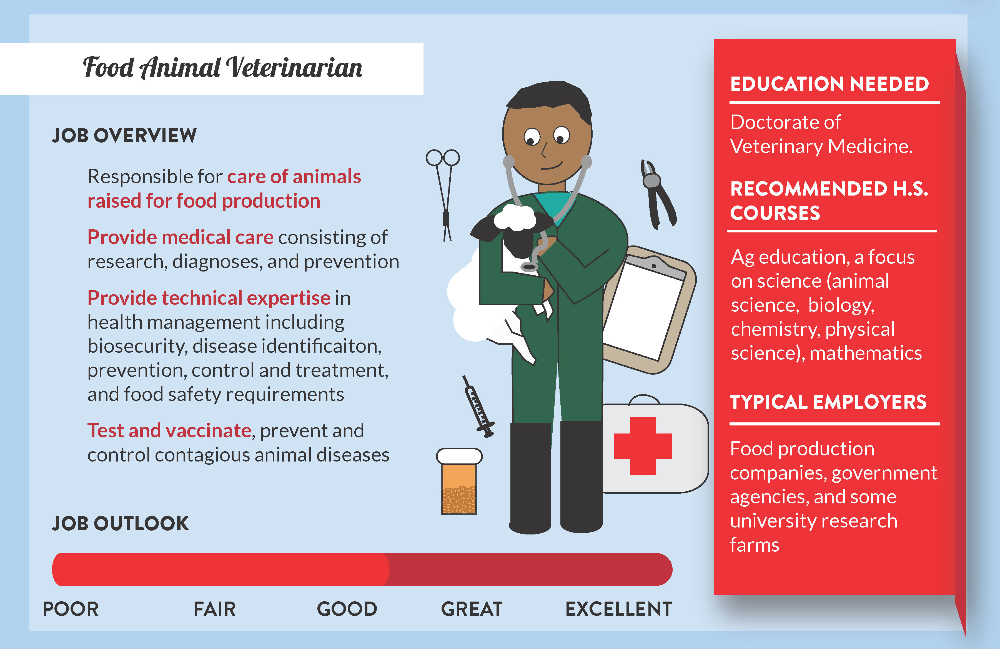 Food Animal Veterinarian
JOB OVERVIEW
Responsible for care of animals
raised for food production
Provide medical care consisting of
research, diagnoses, and prevention
Provide technical expertise in
health management including
biosecurity, disease identificaiton,
prevention, control and treatment,
and food safety requirements
Test and vaccinate, prevent and
control contagious animal diseases
JOB OUTLOOK
POOR FAIR GOOD GREAT EXCELLENT
EDUCATION NEEDED
Doctorate of
Veterinary Medicine.
RECOMMENDED H.S.
COURSES
Ag education, a focus
on science (animal
science, biology,
chemistry, physical
science), mathematics
TYPICAL EMPLOYERS
Food production
companies, government
agencies, and some
university research
farms